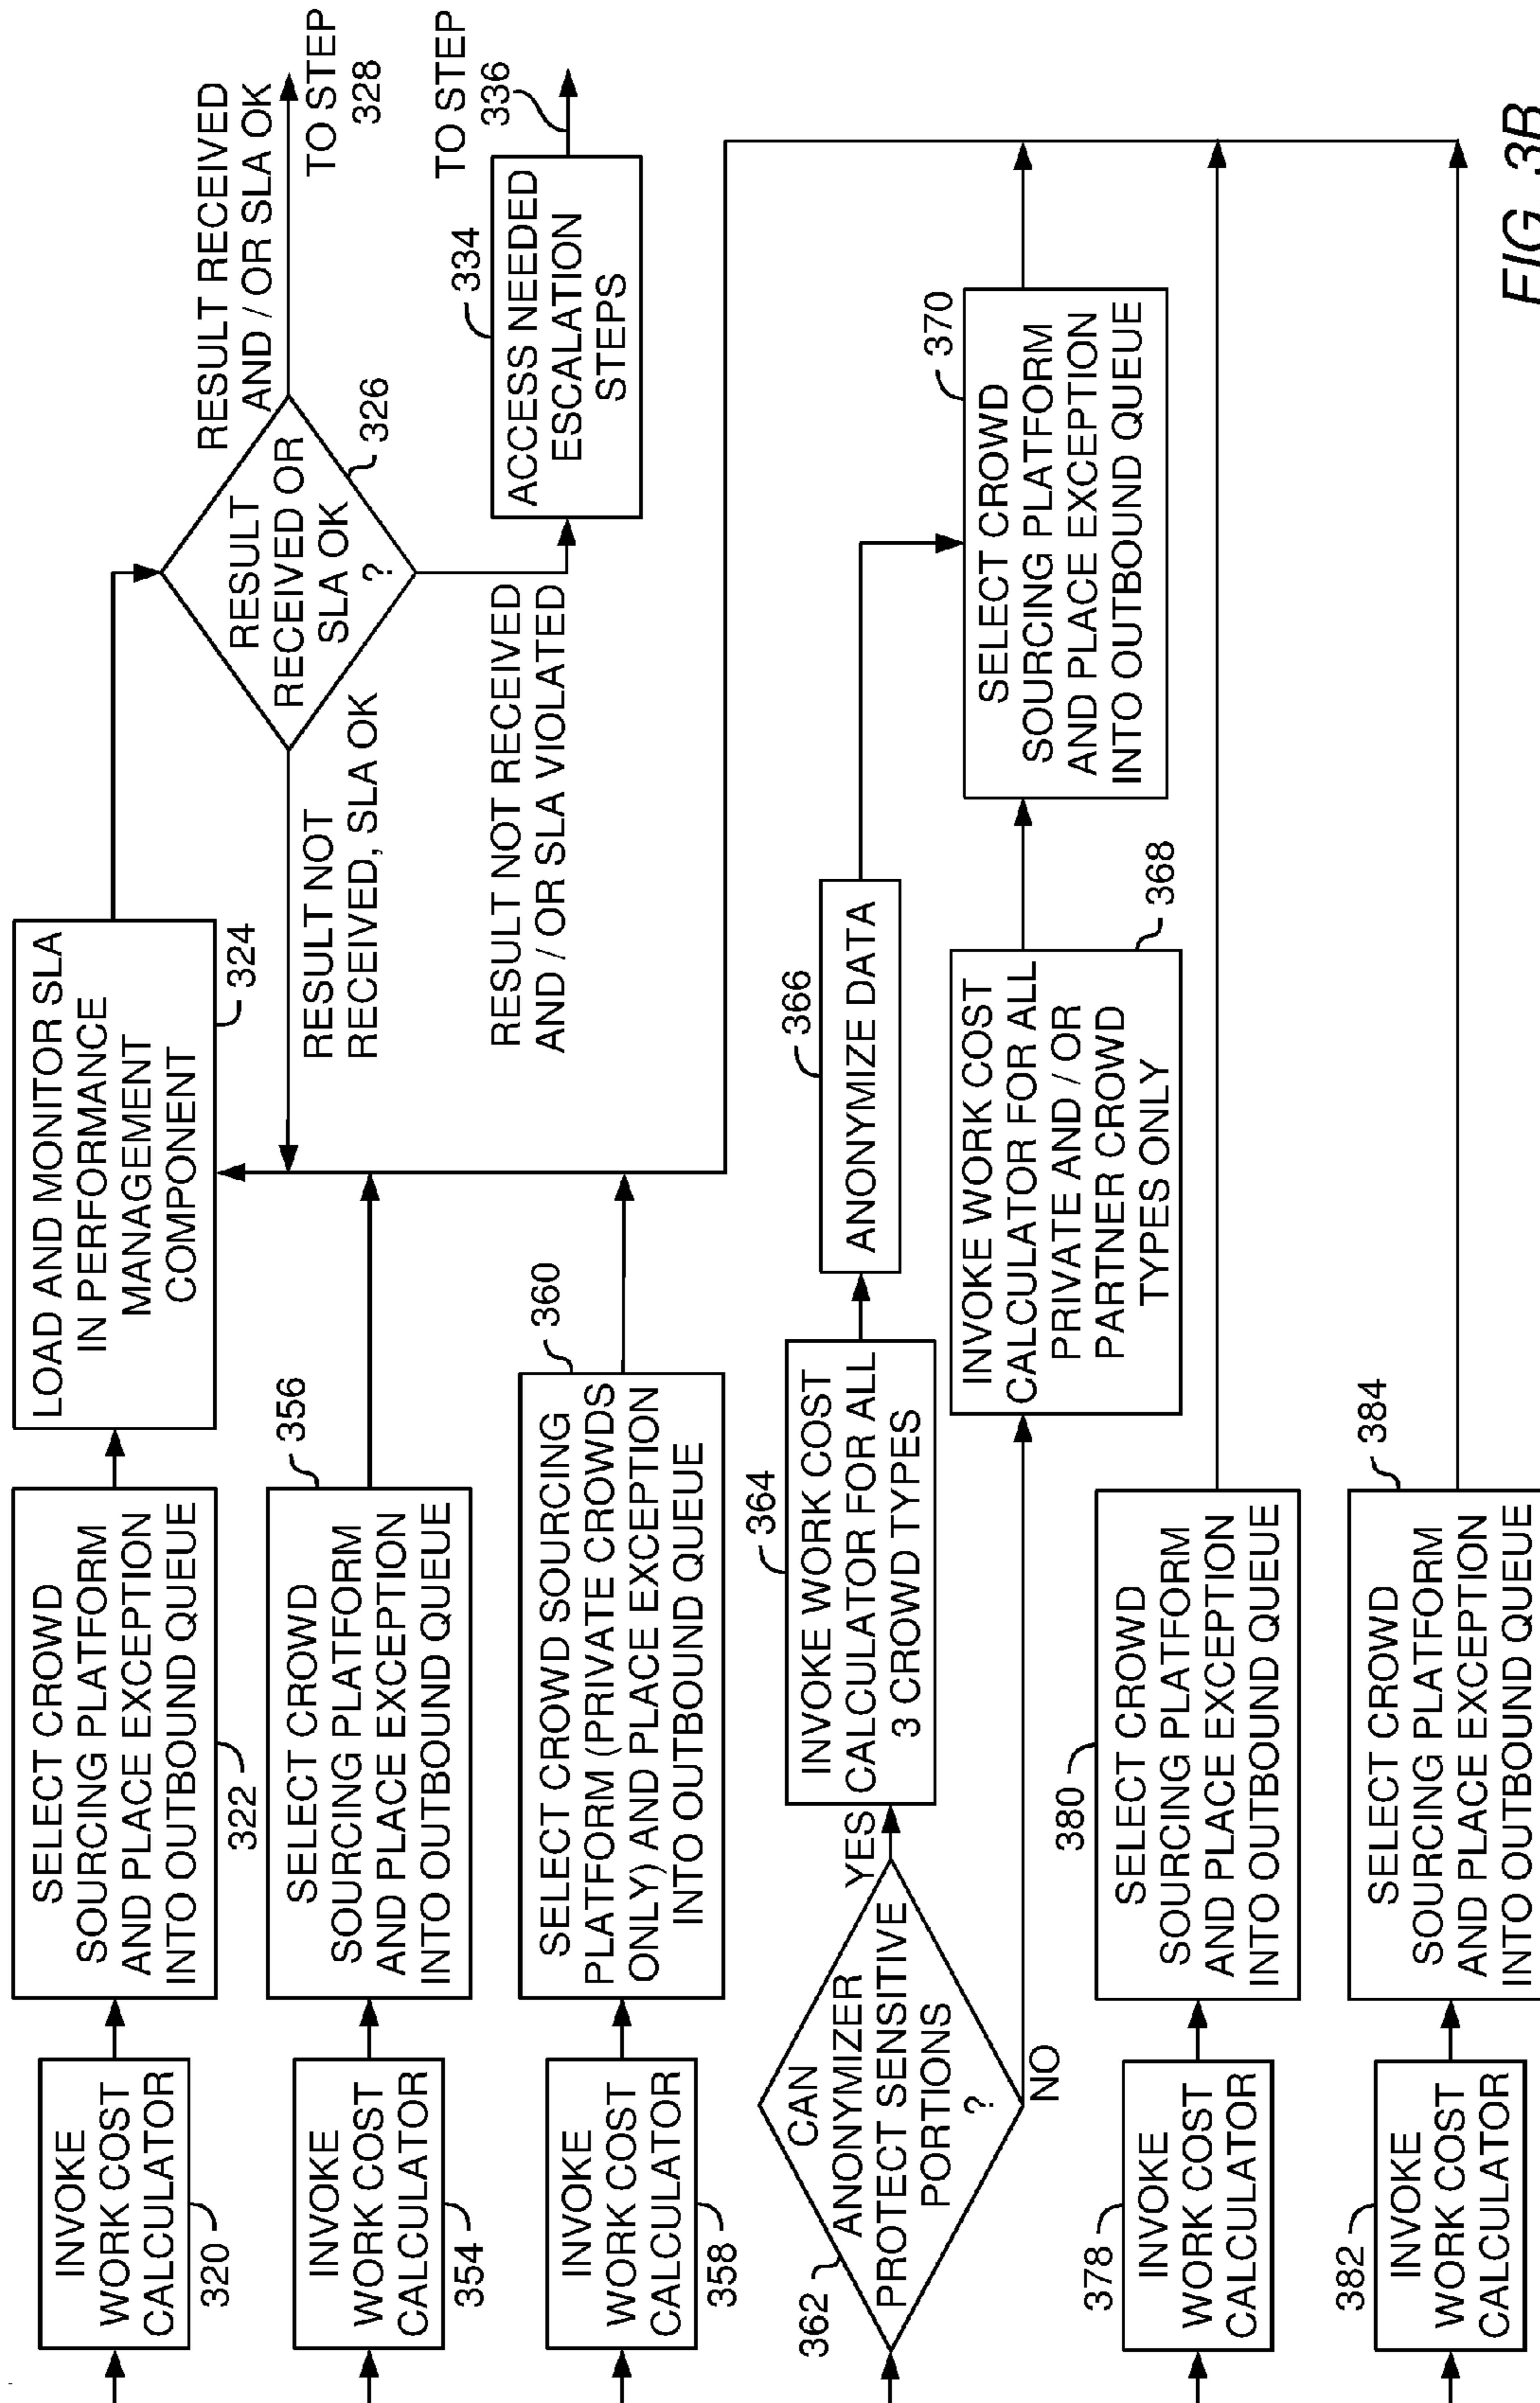 INVOKE
WORK COST
CALCULATOR
320
SELECT CROWD
SOURCING PLATFORM
AND PLACE EXCEPTION
INTO OUTBOUND QUEUE
322
LOAD AND MONITOR SLA
IN PERFORMANCE
MANAGEMENT
COMPONENT
324
RESULT
RECEIVED OR
SLA OK
?
326
RESULT RECEIVED
AND / OR SLA OK
TO STEP
328
RESULT NOT
RECEIVED, SLA OK
RESULT NOT RECEIVED
AND / OR SLA VIOLATED
334
ACCESS NEEDED
ESCALATION
STEPS
TO STEP
336
INVOKE
WORK COST
CALCULATOR
354
356
SELECT CROWD
SOURCING PLATFORM
AND PLACE EXCEPTION
INTO OUTBOUND QUEUE
INVOKE
WORK COST
CALCULATOR
358
360
SELECT CROWD SOURCING
PLATFORM (PRIVATE CROWDS
ONLY) AND PLACE EXCEPTION
INTO OUTBOUND QUEUE
362
CAN
ANONYMIZER
PROTECT SENSITIVE
PORTIONS
?
YES
NO
364
INVOKE WORK COST
CALCULATOR FOR ALL
3 CROWD TYPES
366
ANONYMIZE DATA
INVOKE WORK COST
CALCULATOR FOR ALL
PRIVATE AND / OR
PARTNER CROWD
TYPES ONLY
368
370
SELECT CROWD
SOURCING PLATFORM
AND PLACE EXCEPTION
INTO OUTBOUND QUEUE
378
INVOKE
WORK COST
CALCULATOR
380
SELECT CROWD
SOURCING PLATFORM
AND PLACE EXCEPTION
INTO OUTBOUND QUEUE
382
INVOKE
WORK COST
CALCULATOR
384
SELECT CROWD
SOURCING PLATFORM
AND PLACE EXCEPTION
INTO OUTBOUND QUEUE
FIG. 3B